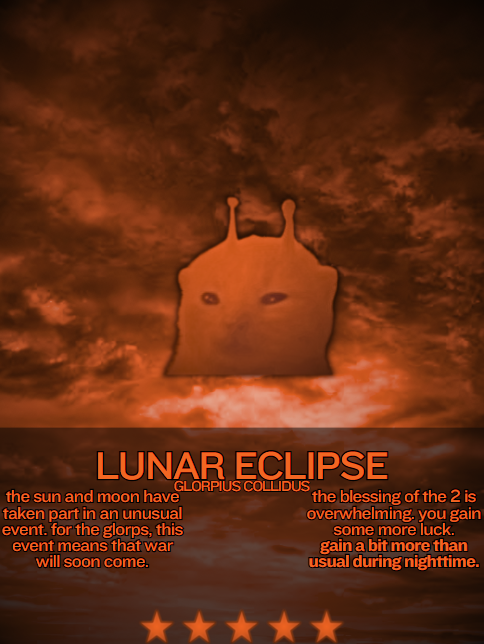 LUNAR ECLIPSE
GLORPIUS COLLIDUS
the sun and moon have
taken part in an unusual
event. for the glorps, this
event means that war
will soon come.
the blessing of the 2 is
overwhelming. you gain
some more luck.
gain a bit more than
usual during nighttime.